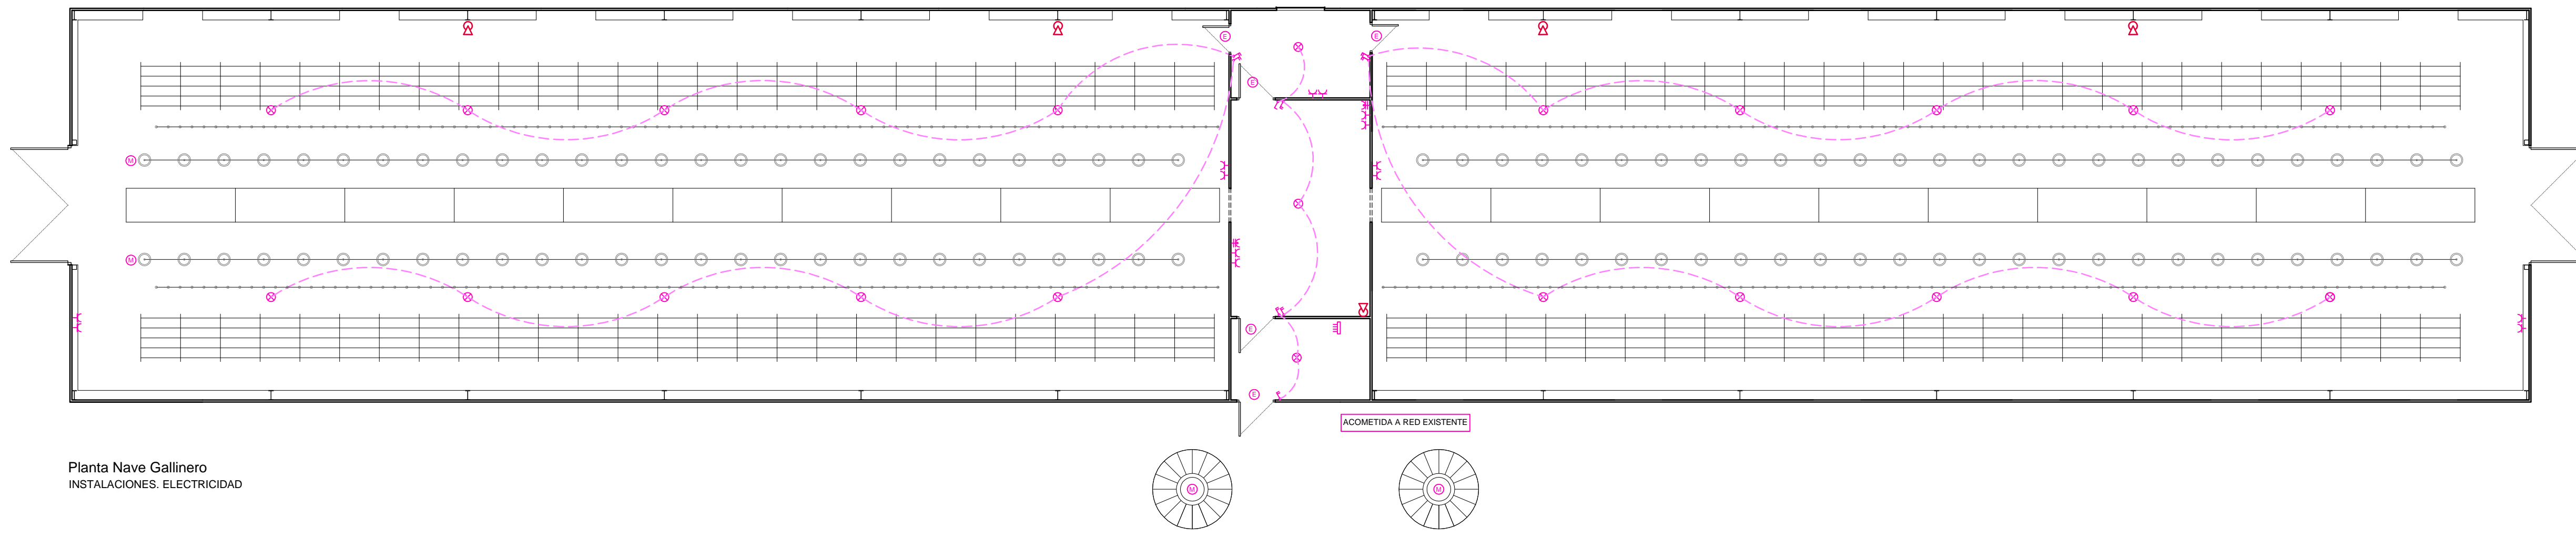 E
E
E
M
M
E
E
ACOMETIDA A RED EXISTENTE
Planta Nave Gallinero
INSTALACIONES. ELECTRICIDAD
M
M